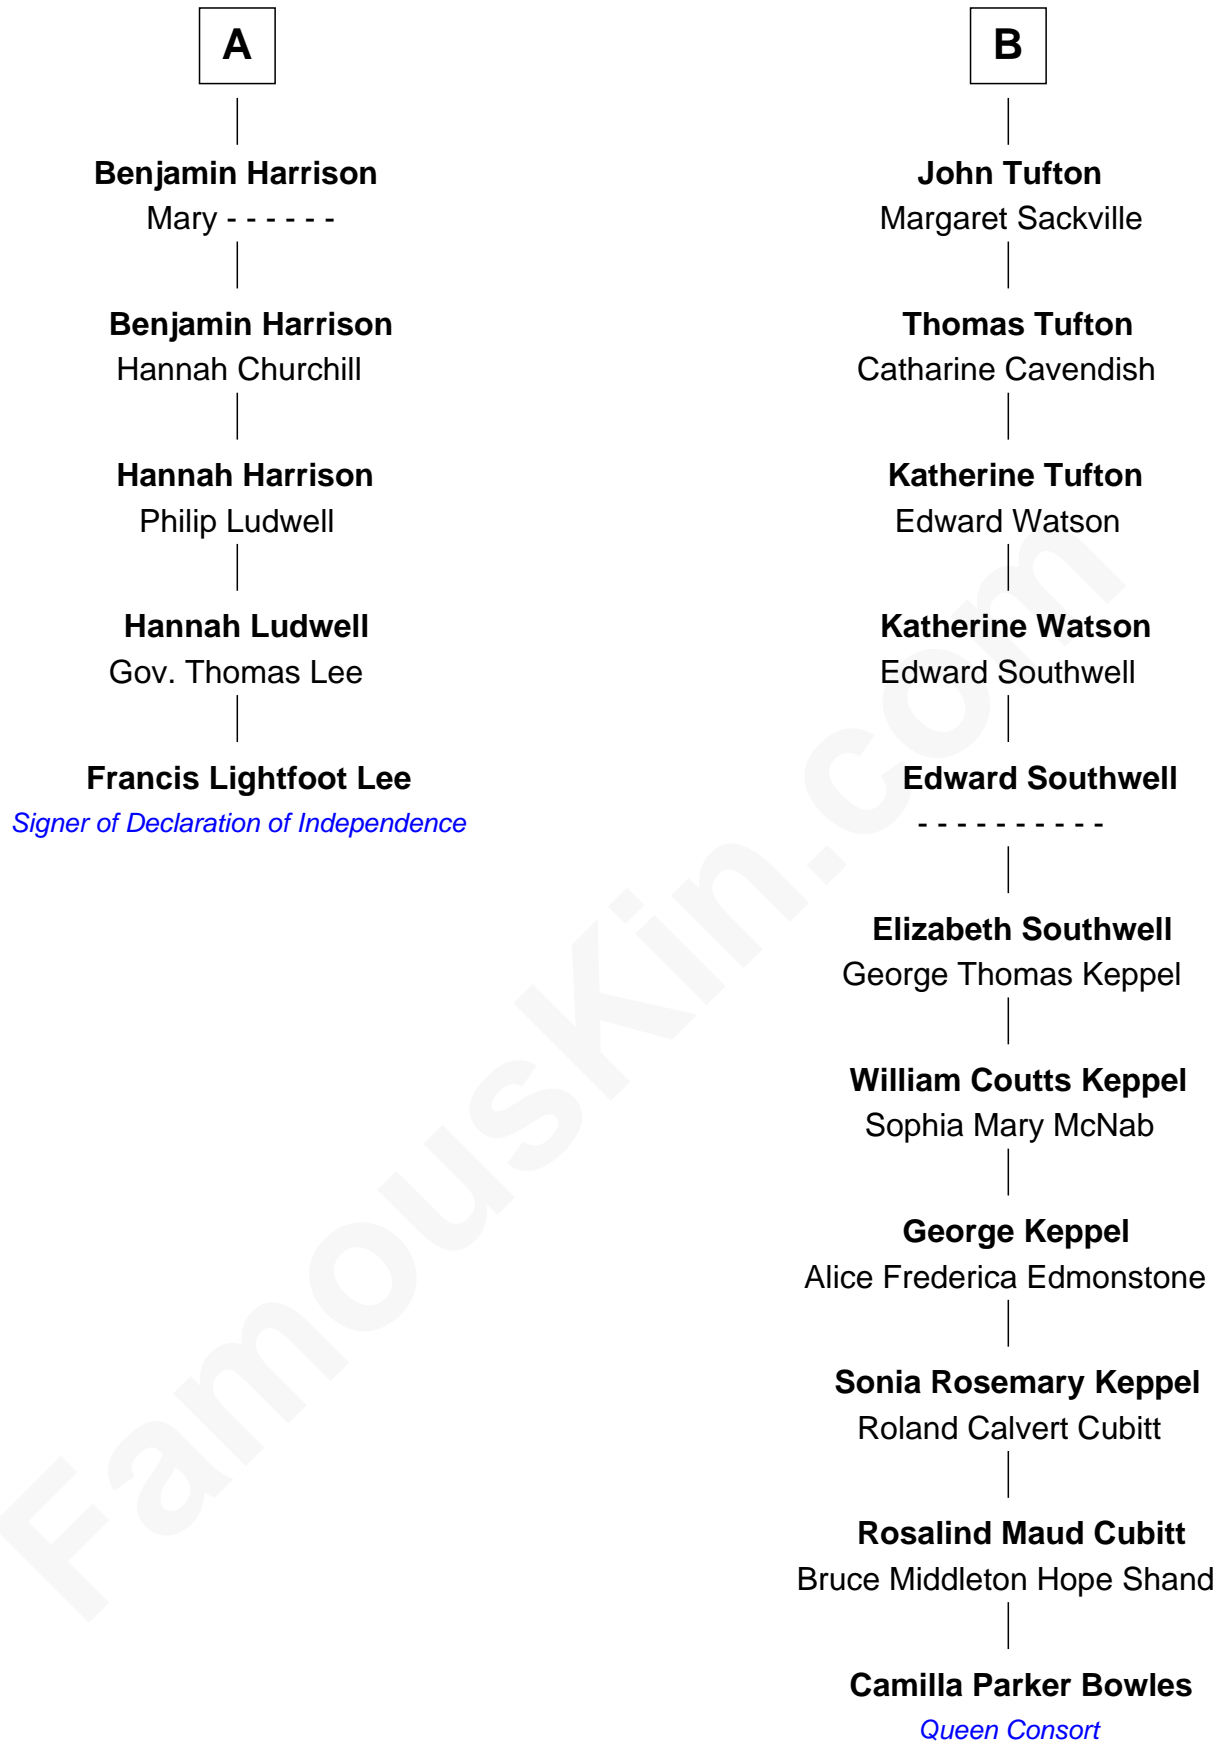 A
Benjamin Harrison
Mary - - - - - -
Benjamin Harrison
Hannah Churchill
Hannah Harrison
Philip Ludwell
Hannah Ludwell
Gov. Thomas Lee
Francis Lightfoot Lee
Signer of Declaration of Independence
B
John Tufton
Margaret Sackville
Thomas Tufton
Catharine Cavendish
Katherine Tufton
Edward Watson
Katherine Watson
Edward Southwell
Edward Southwell
- - - - - - - - - -
Elizabeth Southwell
George Thomas Keppel
William Coutts Keppel
Sophia Mary McNab
George Keppel
Alice Frederica Edmonstone
Sonia Rosemary Keppel
Roland Calvert Cubitt
Rosalind Maud Cubitt
Bruce Middleton Hope Shand
Camilla Parker Bowles
Queen Consort
FamousKin.com